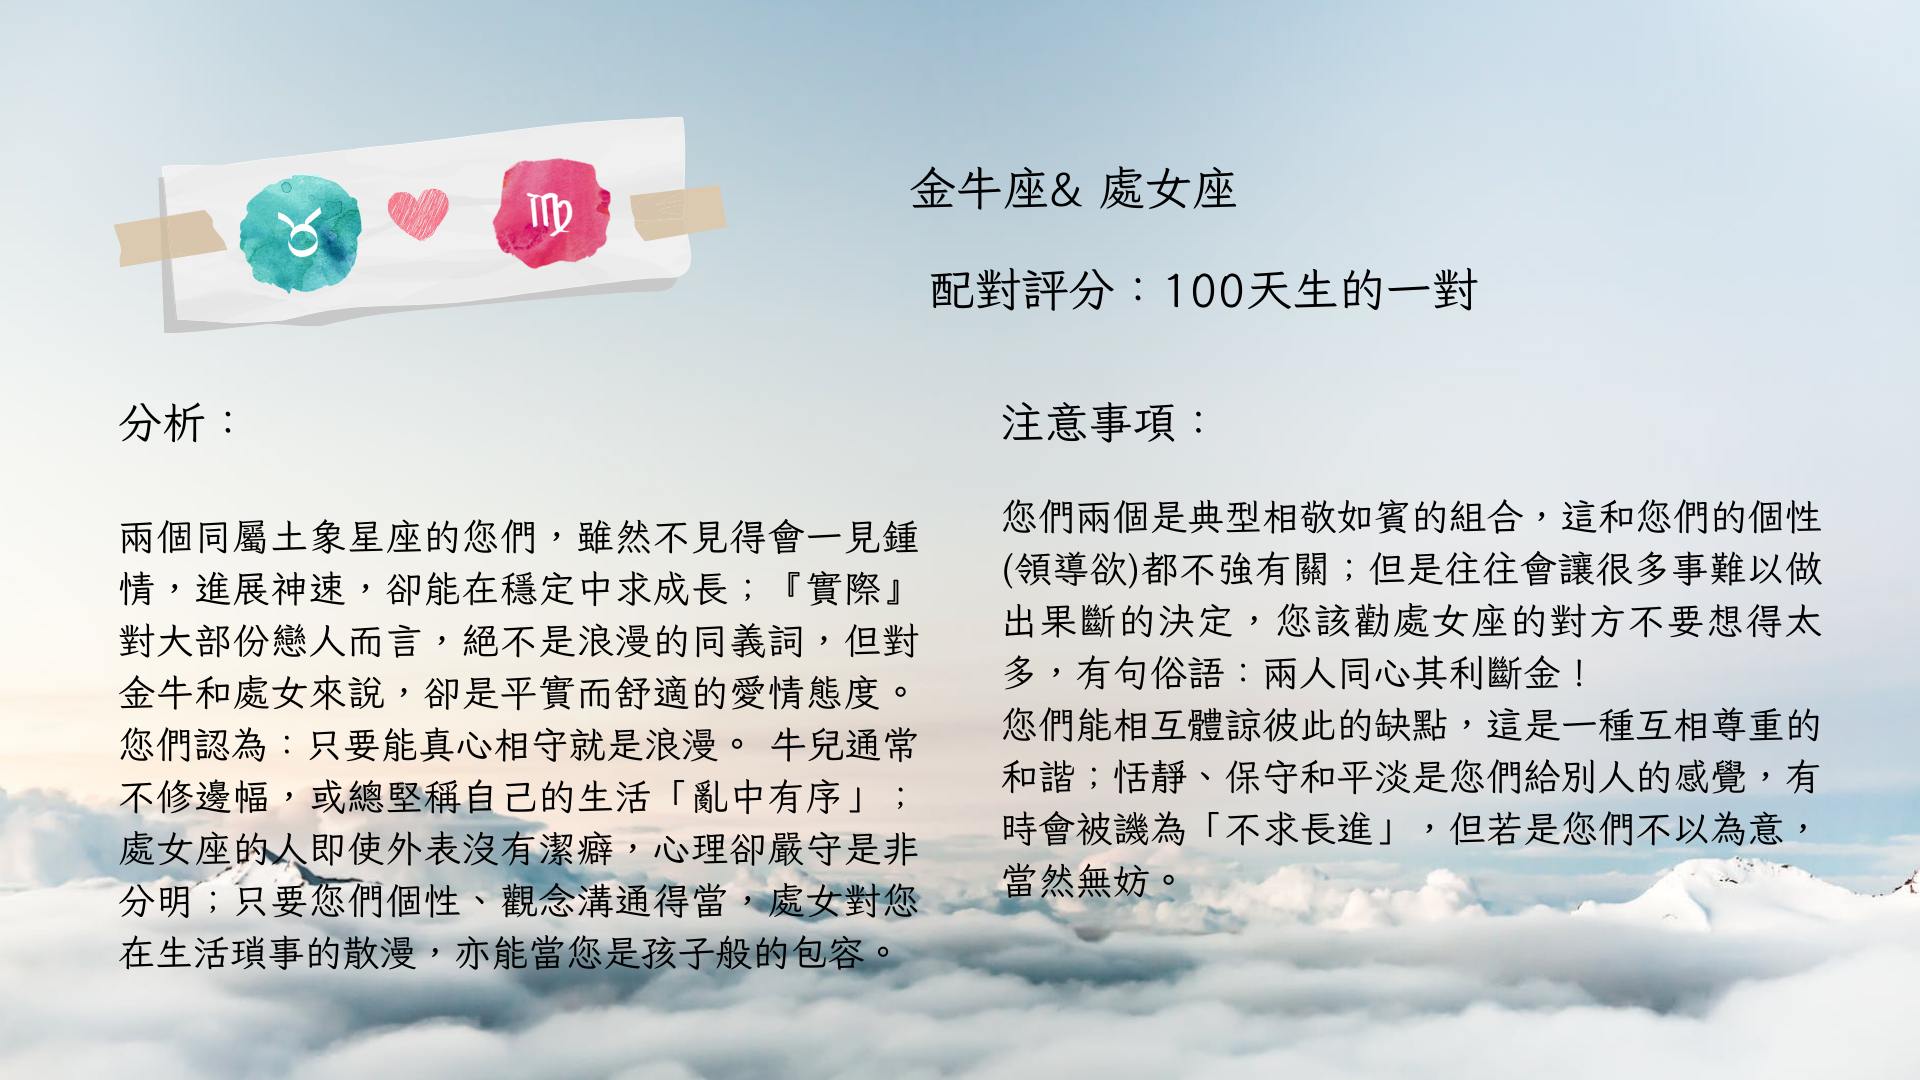 金牛座& 處女座
配對評分：100天生的一對
分析：
兩個同屬土象星座的您們，雖然不見得會一見鍾
情，進展神速，卻能在穩定中求成長；『實際』
對大部份戀人而言，絕不是浪漫的同義詞，但對
金牛和處女來說，卻是平實而舒適的愛情態度。
您們認為：只要能真心相守就是浪漫。 牛兒通常
不修邊幅，或總堅稱自己的生活「亂中有序」；
處女座的人即使外表沒有潔癖，心理卻嚴守是非
分明；只要您們個性、觀念溝通得當，處女對您
在生活瑣事的散漫，亦能當您是孩子般的包容。
注意事項：
您們兩個是典型相敬如賓的組合，這和您們的個性
(領導欲)都不強有關；但是往往會讓很多事難以做
出果斷的決定，您該勸處女座的對方不要想得太
多，有句俗語：兩人同心其利斷金！
您們能相互體諒彼此的缺點，這是一種互相尊重的
和諧；恬靜、保守和平淡是您們給別人的感覺，有
時會被譏為「不求長進」，但若是您們不以為意，
當然無妨。